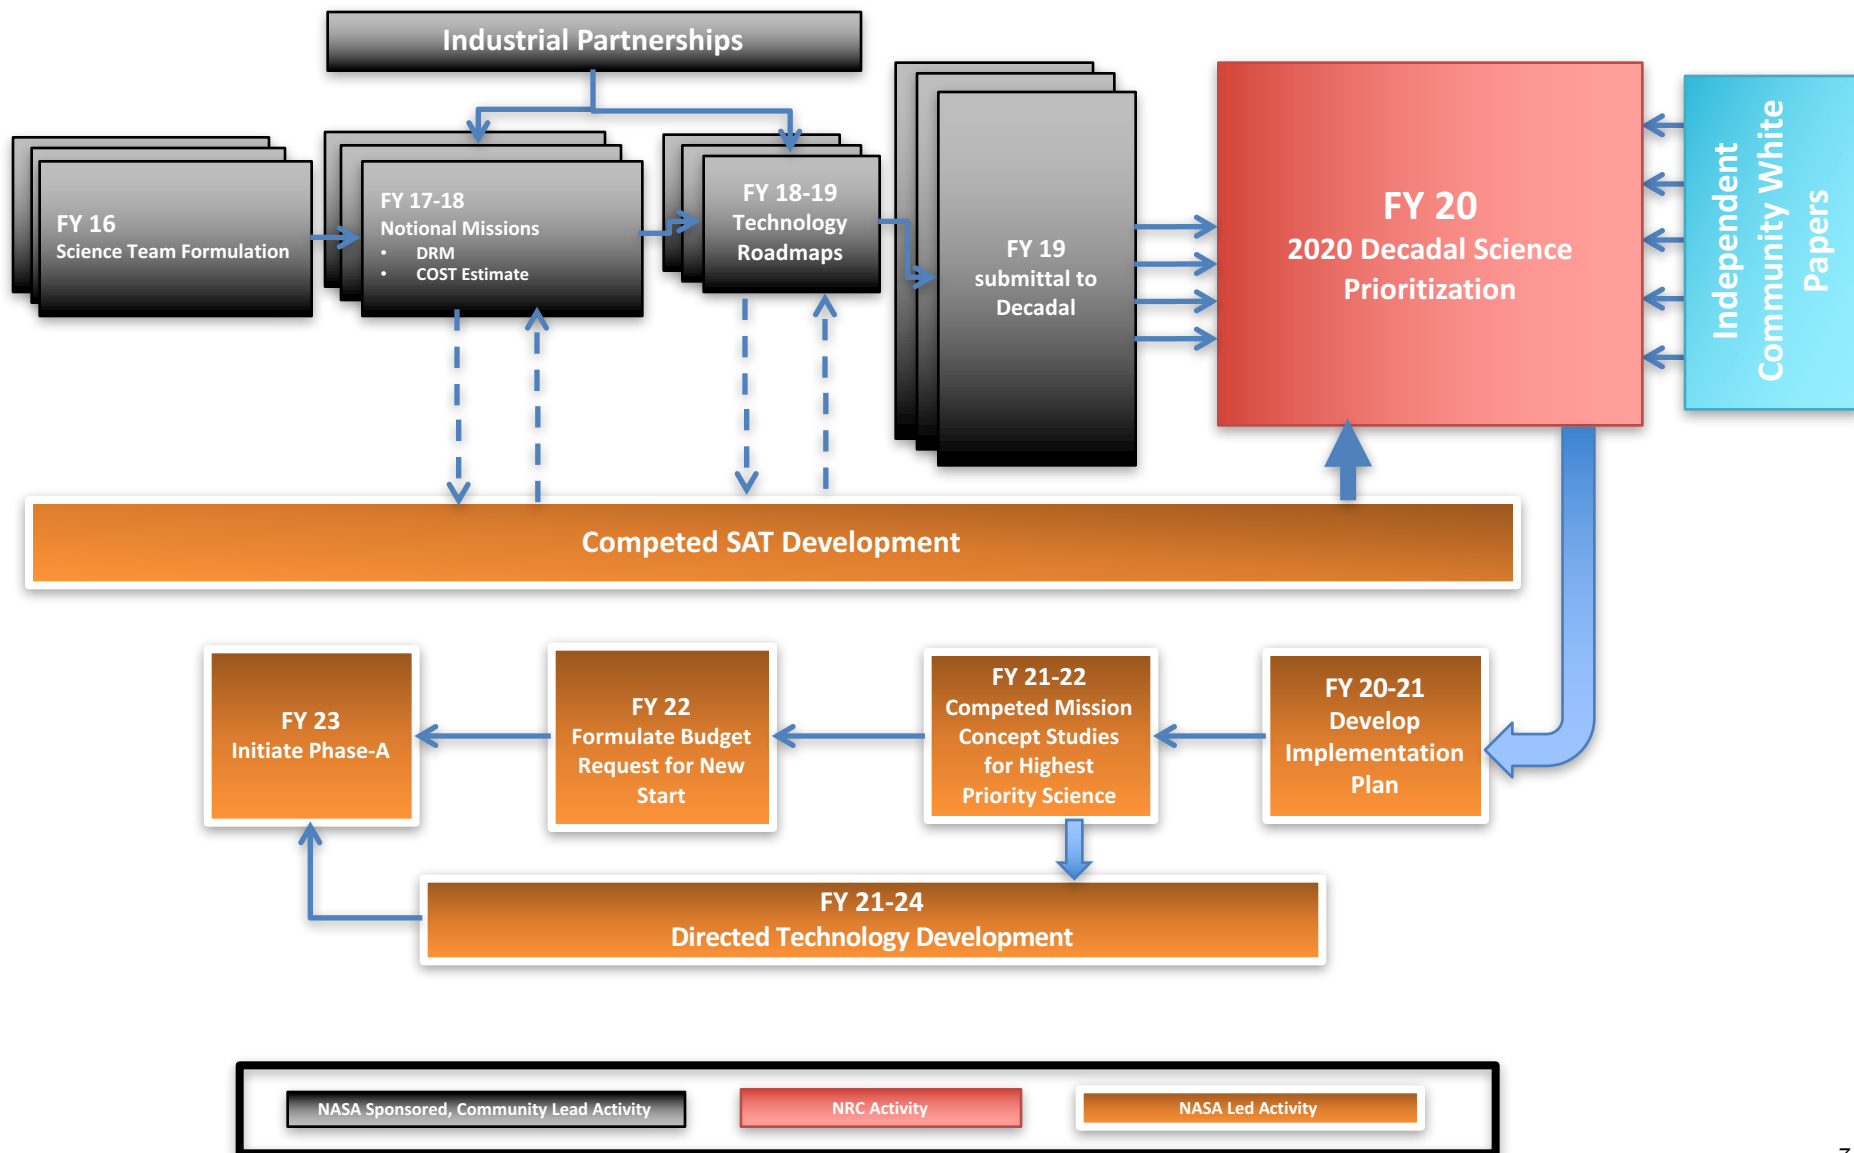 Industrial Partnerships
FY 16
Science Team Formulation
FY 17-18
Notional Missions
• DRM
• COST Estimate
FY 18-19
Technology
Roadmaps
FY 19
submittal to
Decadal
FY 20
2020 Decadal Science
Prioritization
Independent
Community White
Papers
Competed SAT Development
FY 23
Initiate Phase-A
FY 22
Formulate Budget
Request for New
Start
FY 21-22
Competed Mission
Concept Studies
for Highest
Priority Science
FY 20-21
Develop
Implementation
Plan
FY 21-24
Directed Technology Development
NASA Sponsored, Community Lead Activity
NRC Activity
NASA Led Activity